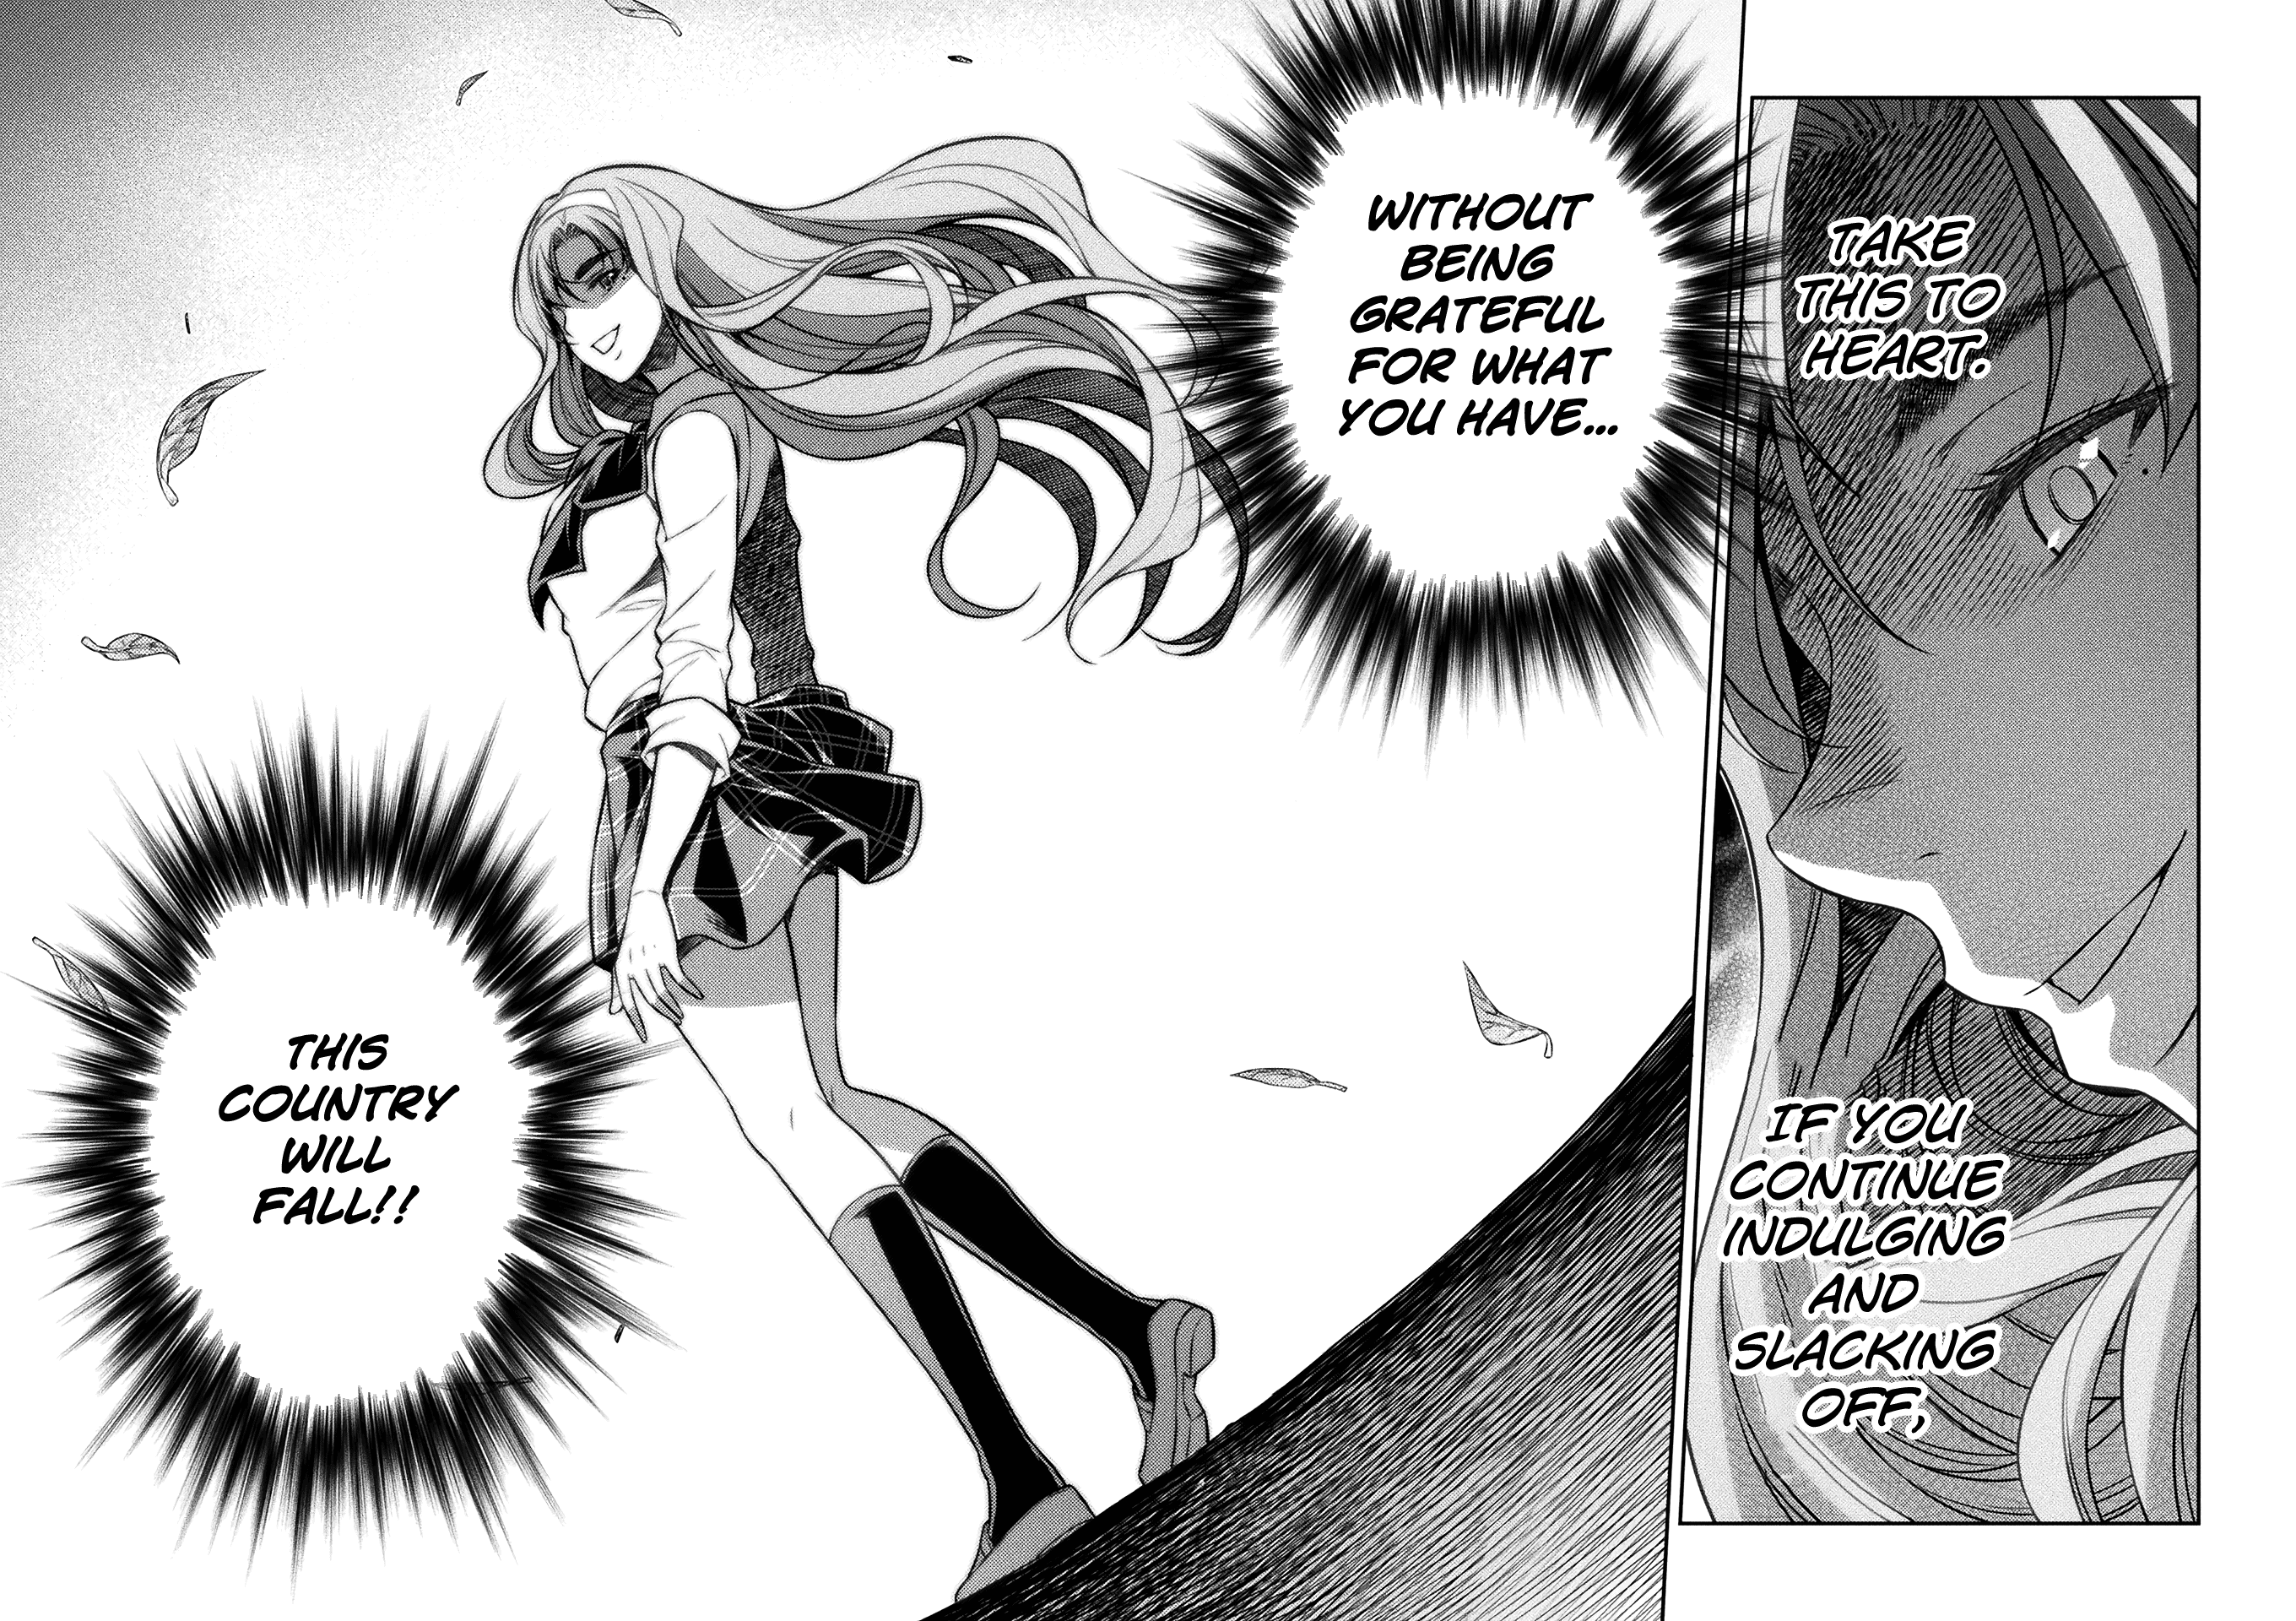 TAKE
THIS TO
HEART.
IF YOU
CONTINUE
INDULGING
AND
SLACKING
OFF,
WITHOUT
BEING
GRATEFUL
FOR WHAT
YOU HAVE...
THIS
COUNTRY
WILL
FALL!!